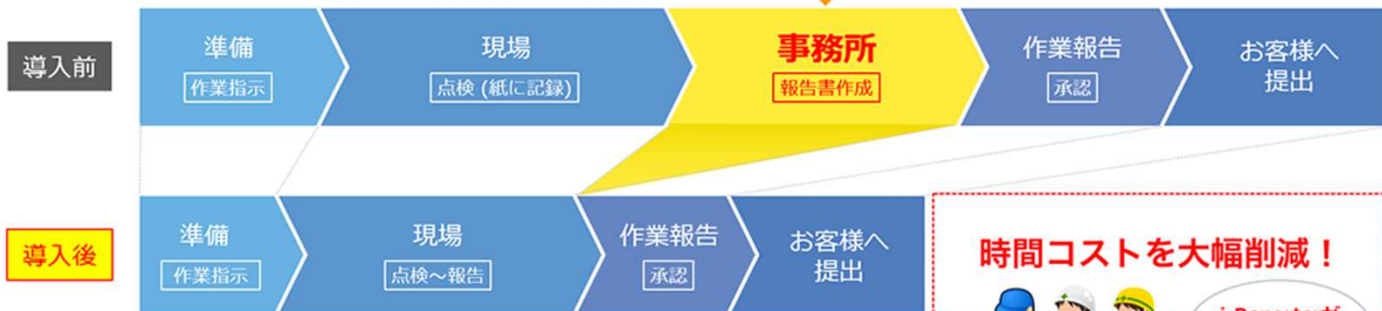 導入前
準備
作業指示
現場
点検 (紙に記録)
事務所
報告書作成
作業報告
承認
お客様へ
提出
導入後
準備
作業指示
現場
点検～報告
作業報告
承認
お客様へ
提出
時間コストを大幅削減！